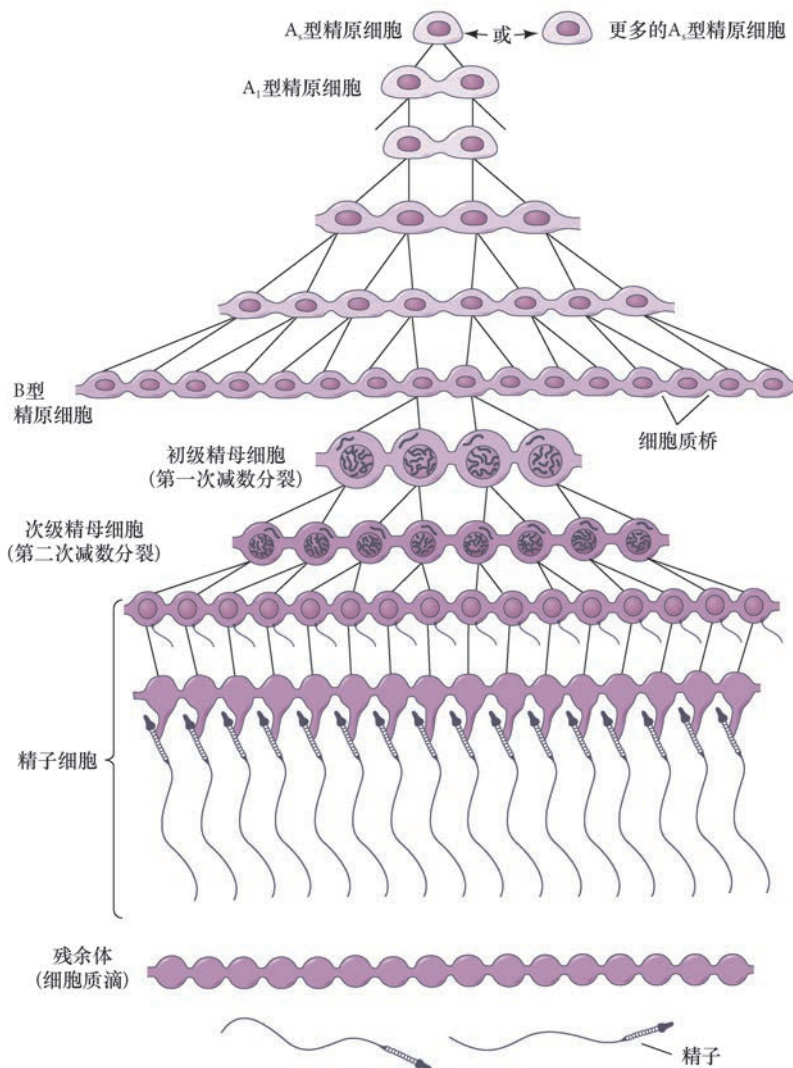 Aₛ型精原细胞
或
更多的Aₛ型精原细胞
A₁型精原细胞
B型
精原细胞
细胞质桥
初级精母细胞
(第一次减数分裂)
次级精母细胞
(第二次减数分裂)
精子细胞
残余体
(细胞质滴)
精子